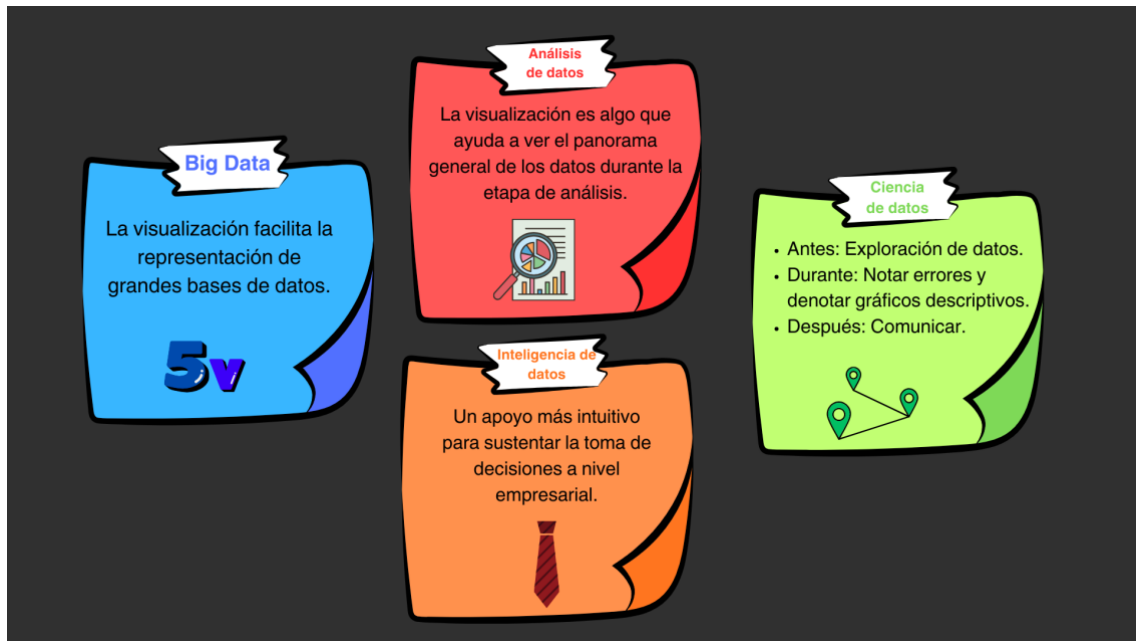 Big Data
La visualización facilita la
representación de
grandes bases de datos.
5v
Análisis
de datos
La visualización es algo que
ayuda a ver el panorama
general de los datos durante la
etapa de análisis.
Inteligencia de
datos
Un apoyo más intuitivo
para sustentar la toma de
decisiones a nivel
empresarial.
Ciencia
de datos
• Antes: Exploración de datos.
• Durante: Notar errores y
denotar gráficos descriptivos.
• Después: Comunicar.